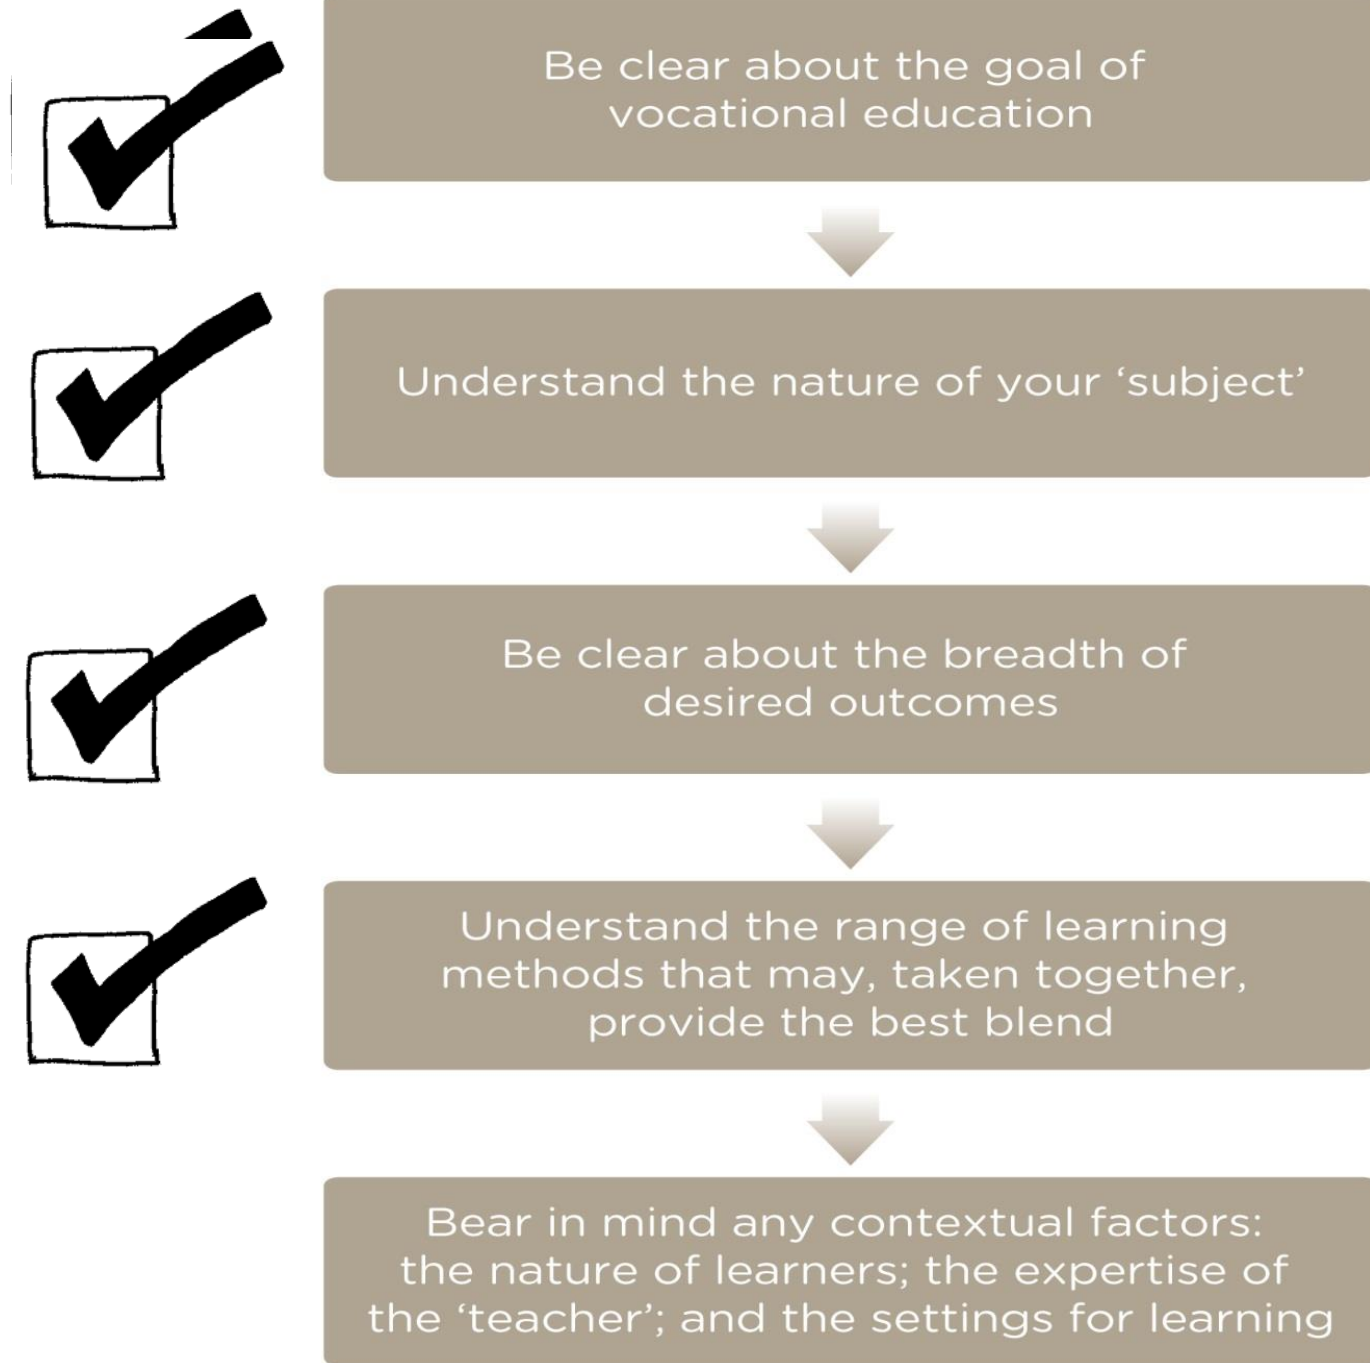 Be clear about the goal of
vocational education
Understand the nature of your ‘subject’
Be clear about the breadth of
desired outcomes
Understand the range of learning
methods that may, taken together,
provide the best blend
Bear in mind any contextual factors:
the nature of learners; the expertise of
the ‘teacher’; and the settings for learning